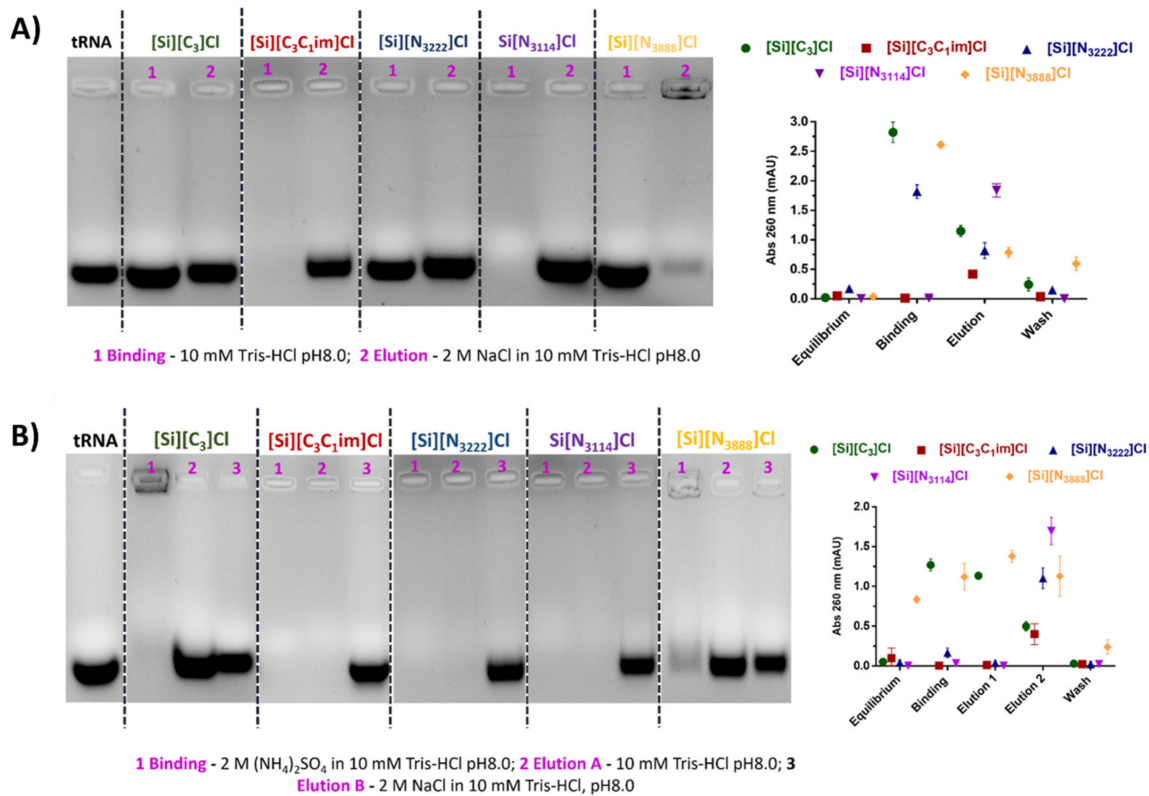 A)
tRNA [Si][C₃]Cl [Si][C₃C₁im]Cl [Si][N₃₂₂₂]Cl Si[N₃₁₁₄]Cl [Si][N₃₈₈₈]Cl
1 2 1 2 1 2 1 2 1 2
1 Binding - 10 mM Tris-HCl pH8.0; 2 Elution - 2 M NaCl in 10 mM Tris-HCl pH8.0
[Si][C₃]Cl [Si][C₃C₁im]Cl [Si][N₃₂₂₂]Cl
[Si][N₃₁₁₄]Cl [Si][N₃₈₈₈]Cl
Abs 260 nm (mAU)
3.0
2.5
2.0
1.5
1.0
0.5
0.0
Equilibrium Binding Elution Wash
B)
tRNA [Si][C₃]Cl [Si][C₃C₁im]Cl [Si][N₃₂₂₂]Cl Si[N₃₁₁₄]Cl [Si][N₃₈₈₈]Cl
1 2 3 1 2 3 1 2 3 1 2 3 1 2 3
1 Binding - 2 M (NH₄)₂SO₄ in 10 mM Tris-HCl pH8.0; 2 Elution A - 10 mM Tris-HCl pH8.0; 3
Elution B - 2 M NaCl in 10 mM Tris-HCl, pH8.0
[Si][C₃]Cl [Si][C₃C₁im]Cl [Si][N₃₂₂₂]Cl
[Si][N₃₁₁₄]Cl [Si][N₃₈₈₈]Cl
Abs 260 nm (mAU)
2.0
1.5
1.0
0.5
0.0
Equilibrium Binding Elution 1 Elution 2 Wash